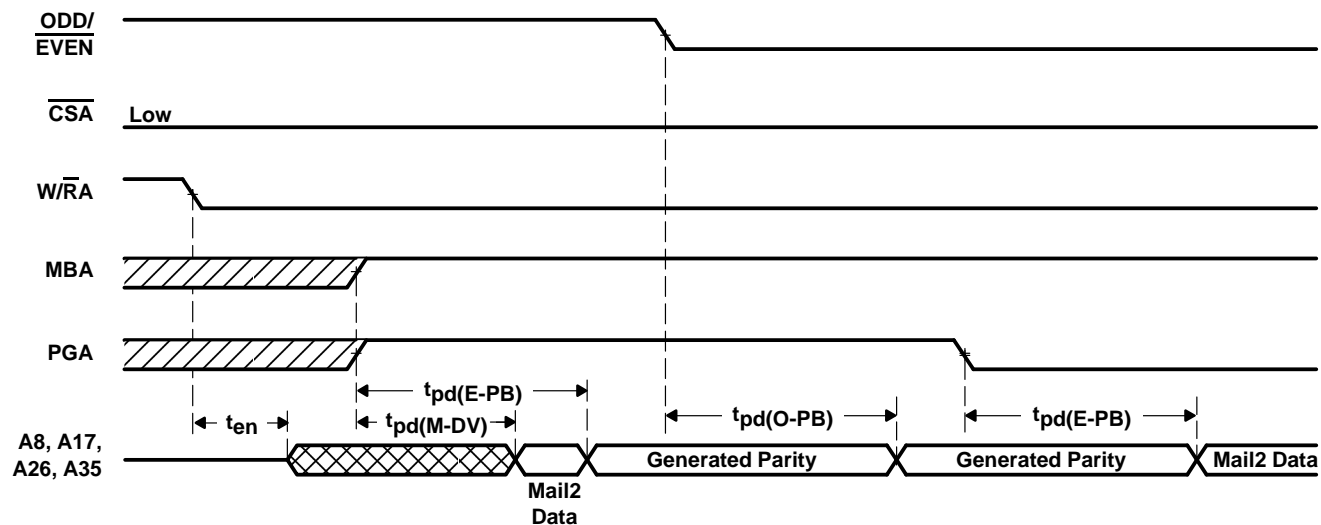 ODD/
EVEN
CSA
Low
W/RA
MBA
PGA
tpd(E-PB)
ten
tpd(M-DV)
tpd(O-PB)
tpd(E-PB)
A8, A17,
A26, A35
Generated Parity
Generated Parity
Mail2 Data
Mail2
Data